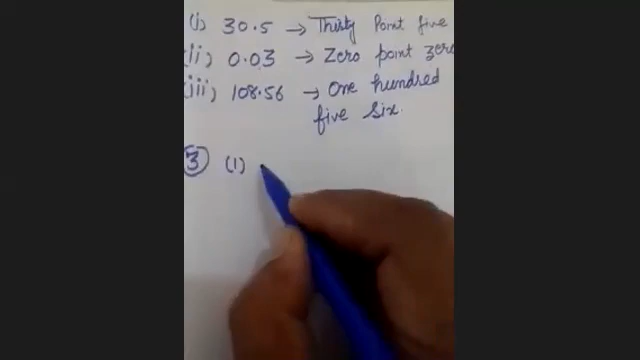 (i) 30.5 → Thirty Point five
(ii) 0.03 → Zero point zero
(iii) 108.56 → One hundred
five six.
3 (1)